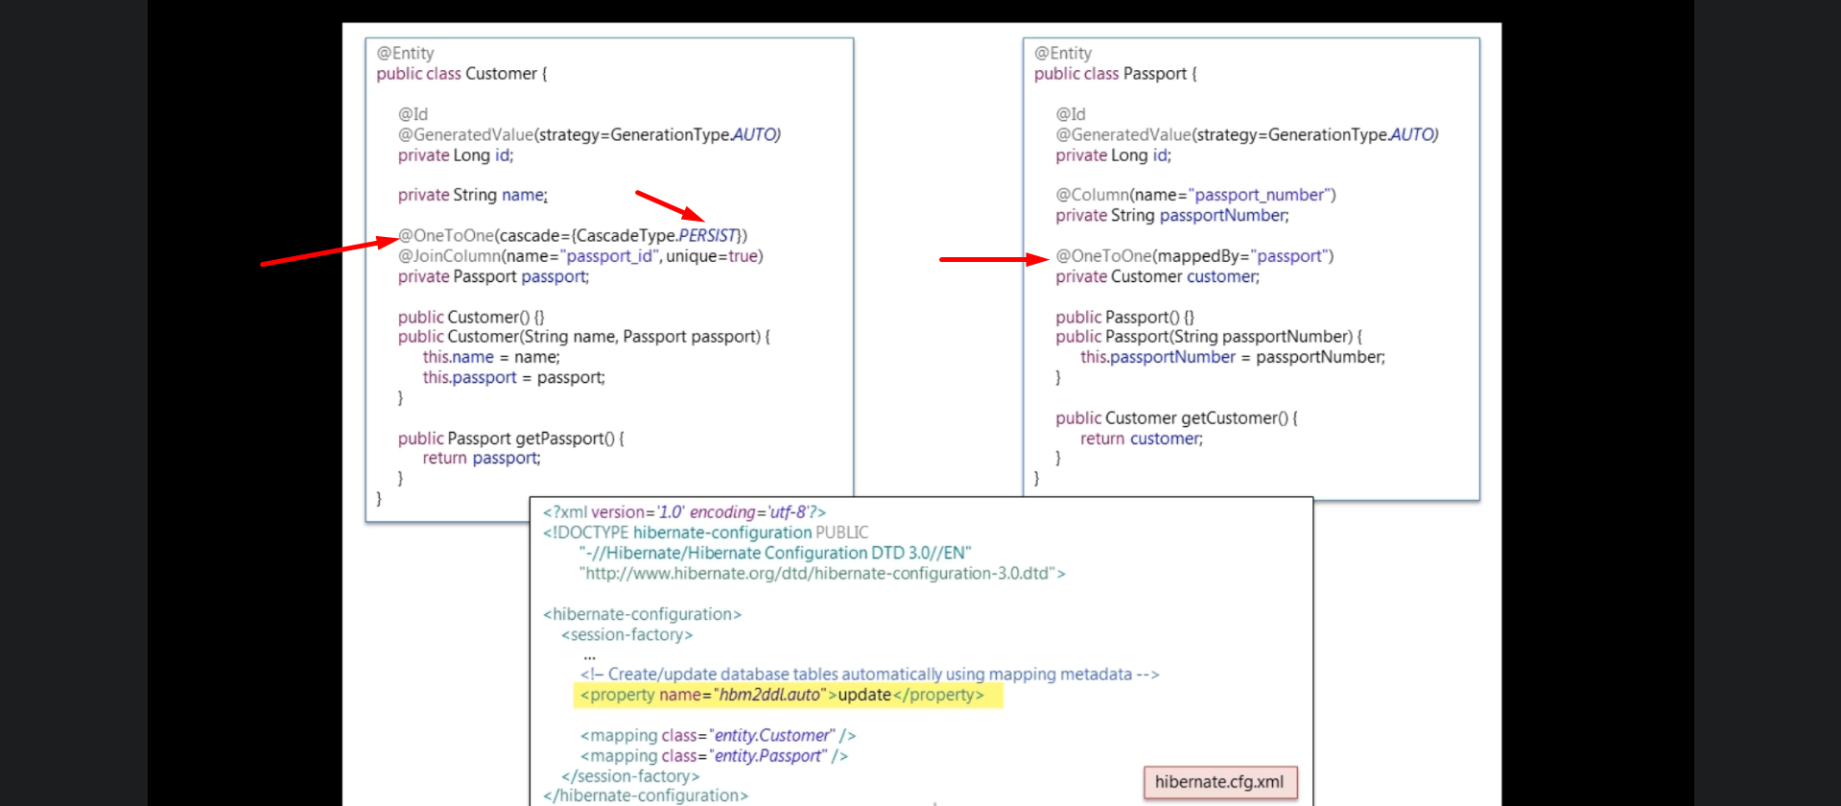 @Entity
public class Customer {
@Id
@GeneratedValue(strategy=GenerationType.AUTO)
private Long id;
private String name;
@OneToOne(cascade={CascadeType.PERSIST})
@JoinColumn(name="passport_id", unique=true)
private Passport passport;
public Customer() {}
public Customer(String name, Passport passport) {
this.name = name;
this.passport = passport;
}
public Passport getPassport() {
return passport;
}
}
@Entity
public class Passport {
@Id
@GeneratedValue(strategy=GenerationType.AUTO)
private Long id;
@Column(name="passport_number")
private String passportNumber;
@OneToOne(mappedBy="passport")
private Customer customer;
public Passport() {}
public Passport(String passportNumber) {
this.passportNumber = passportNumber;
}
public Customer getCustomer() {
return customer;
}
}
<?xml version='1.0' encoding='utf-8'?>
<!DOCTYPE hibernate-configuration PUBLIC
"-//Hibernate/Hibernate Configuration DTD 3.0//EN"
"http://www.hibernate.org/dtd/hibernate-configuration-3.0.dtd">
<hibernate-configuration>
<session-factory>
...
<!– Create/update database tables automatically using mapping metadata -->
<property name="hbm2ddl.auto">update</property>
<mapping class="entity.Customer" />
<mapping class="entity.Passport" />
</session-factory>
</hibernate-configuration>
hibernate.cfg.xml